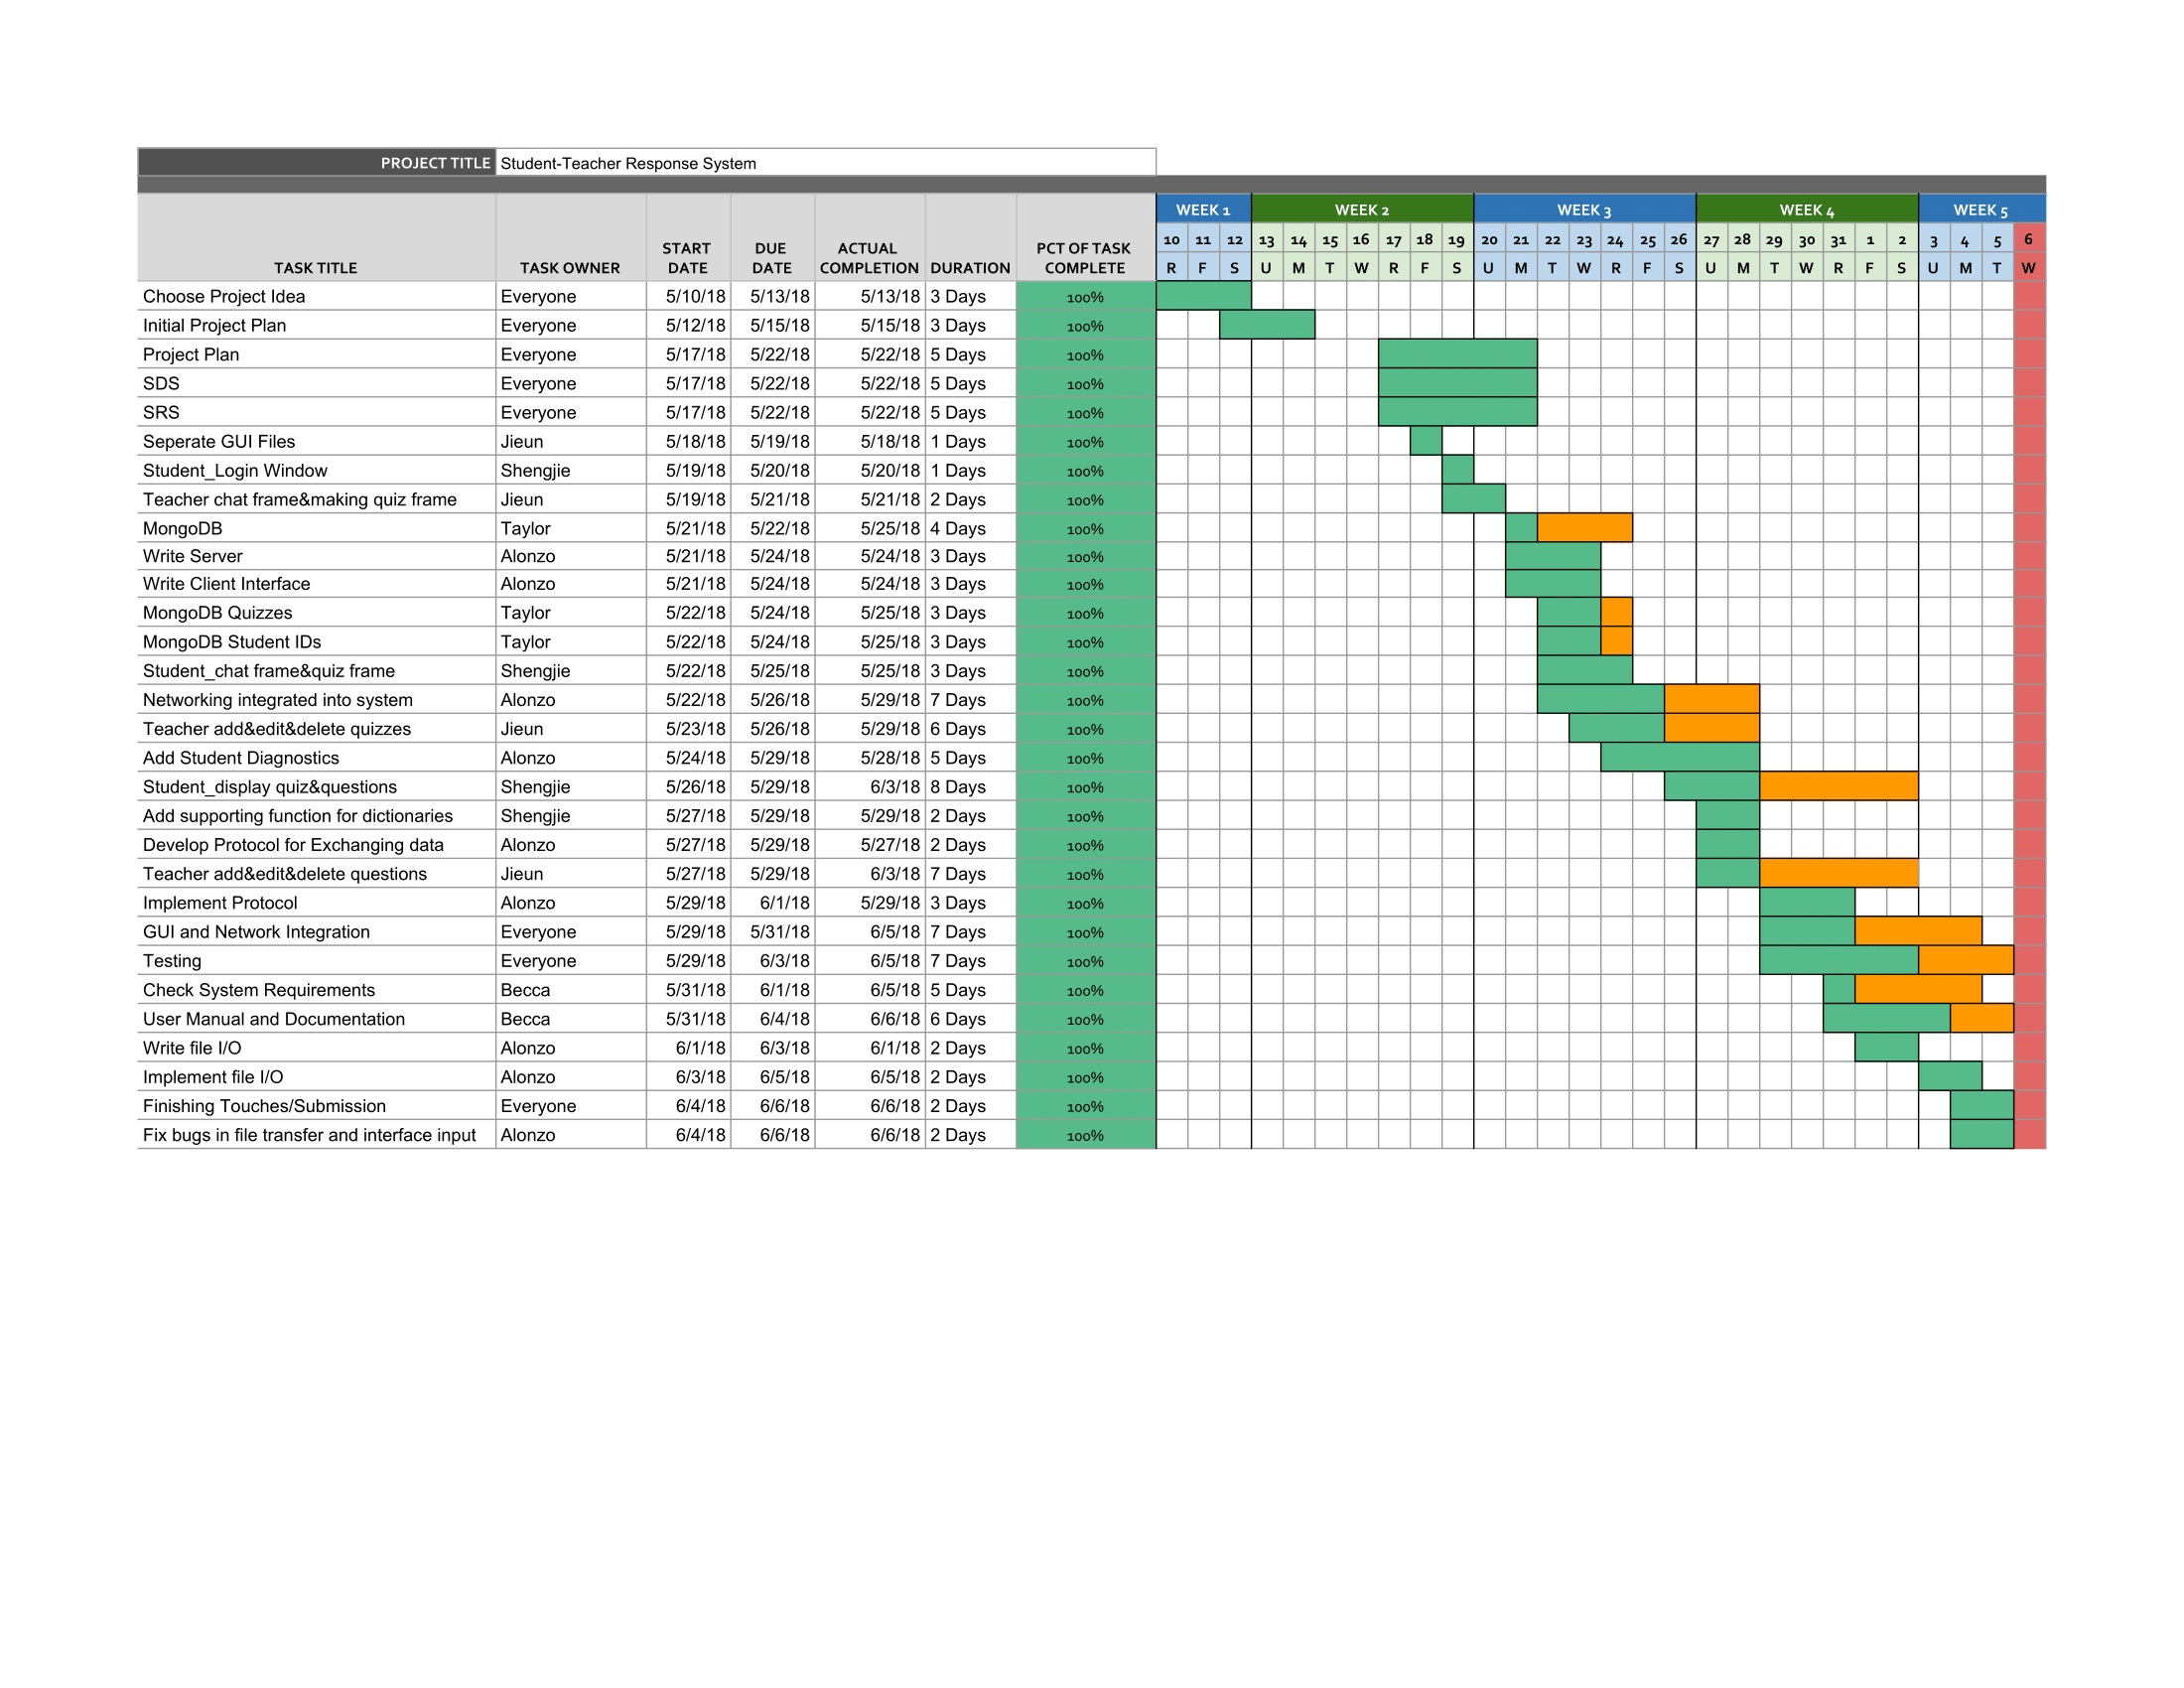 PROJECT TITLE Student-Teacher Response System
WEEK 1 WEEK 2 WEEK 3 WEEK 4 WEEK 5
TASK TITLE TASK OWNER START DATE DUE DATE ACTUAL COMPLETION DURATION PCT OF TASK COMPLETE
10 11 12 13 14 15 16 17 18 19 20 21 22 23 24 25 26 27 28 29 30 31 1 2 3 4 5 6
R F S U M T W R F S U M T W R F S U M T W R F S U M T W
Choose Project Idea Everyone 5/10/18 5/13/18 5/13/18 3 Days 100%
Initial Project Plan Everyone 5/12/18 5/15/18 5/15/18 3 Days 100%
Project Plan Everyone 5/17/18 5/22/18 5/22/18 5 Days 100%
SDS Everyone 5/17/18 5/22/18 5/22/18 5 Days 100%
SRS Everyone 5/17/18 5/22/18 5/22/18 5 Days 100%
Seperate GUI Files Jieun 5/18/18 5/19/18 5/18/18 1 Days 100%
Student_Login Window Shengjie 5/19/18 5/20/18 5/20/18 1 Days 100%
Teacher chat frame&making quiz frame Jieun 5/19/18 5/21/18 5/21/18 2 Days 100%
MongoDB Taylor 5/21/18 5/22/18 5/25/18 4 Days 100%
Write Server Alonzo 5/21/18 5/24/18 5/24/18 3 Days 100%
Write Client Interface Alonzo 5/21/18 5/24/18 5/24/18 3 Days 100%
MongoDB Quizzes Taylor 5/22/18 5/24/18 5/25/18 3 Days 100%
MongoDB Student IDs Taylor 5/22/18 5/24/18 5/25/18 3 Days 100%
Student_chat frame&quiz frame Shengjie 5/22/18 5/25/18 5/25/18 3 Days 100%
Networking integrated into system Alonzo 5/22/18 5/26/18 5/29/18 7 Days 100%
Teacher add&edit&delete quizzes Jieun 5/23/18 5/26/18 5/29/18 6 Days 100%
Add Student Diagnostics Alonzo 5/24/18 5/29/18 5/28/18 5 Days 100%
Student_display quiz&questions Shengjie 5/26/18 5/29/18 6/3/18 8 Days 100%
Add supporting function for dictionaries Shengjie 5/27/18 5/29/18 5/29/18 2 Days 100%
Develop Protocol for Exchanging data Alonzo 5/27/18 5/29/18 5/27/18 2 Days 100%
Teacher add&edit&delete questions Jieun 5/27/18 5/29/18 6/3/18 7 Days 100%
Implement Protocol Alonzo 5/29/18 6/1/18 5/29/18 3 Days 100%
GUI and Network Integration Everyone 5/29/18 5/31/18 6/5/18 7 Days 100%
Testing Everyone 5/29/18 6/3/18 6/5/18 7 Days 100%
Check System Requirements Becca 5/31/18 6/1/18 6/5/18 5 Days 100%
User Manual and Documentation Becca 5/31/18 6/4/18 6/6/18 6 Days 100%
Write file I/O Alonzo 6/1/18 6/3/18 6/1/18 2 Days 100%
Implement file I/O Alonzo 6/3/18 6/5/18 6/5/18 2 Days 100%
Finishing Touches/Submission Everyone 6/4/18 6/6/18 6/6/18 2 Days 100%
Fix bugs in file transfer and interface input Alonzo 6/4/18 6/6/18 6/6/18 2 Days 100%